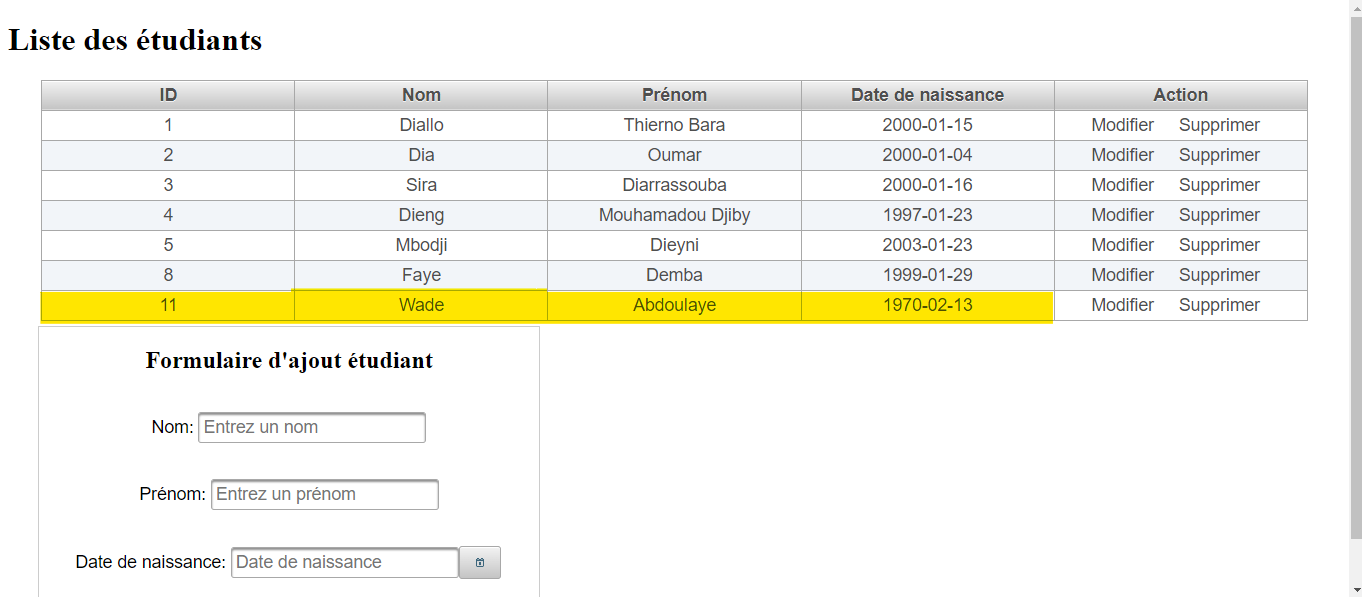 Liste des étudiants
ID Nom Prénom Date de naissance Action
1 Diallo Thierno Bara 2000-01-15 Modifier Supprimer
2 Dia Oumar 2000-01-04 Modifier Supprimer
3 Sira Diarrassouba 2000-01-16 Modifier Supprimer
4 Dieng Mouhamadou Djiby 1997-01-23 Modifier Supprimer
5 Mbodji Dieyni 2003-01-23 Modifier Supprimer
8 Faye Demba 1999-01-29 Modifier Supprimer
11 Wade Abdoulaye 1970-02-13 Modifier Supprimer
Formulaire d'ajout étudiant
Nom: Entrez un nom
Prénom: Entrez un prénom
Date de naissance: Date de naissance